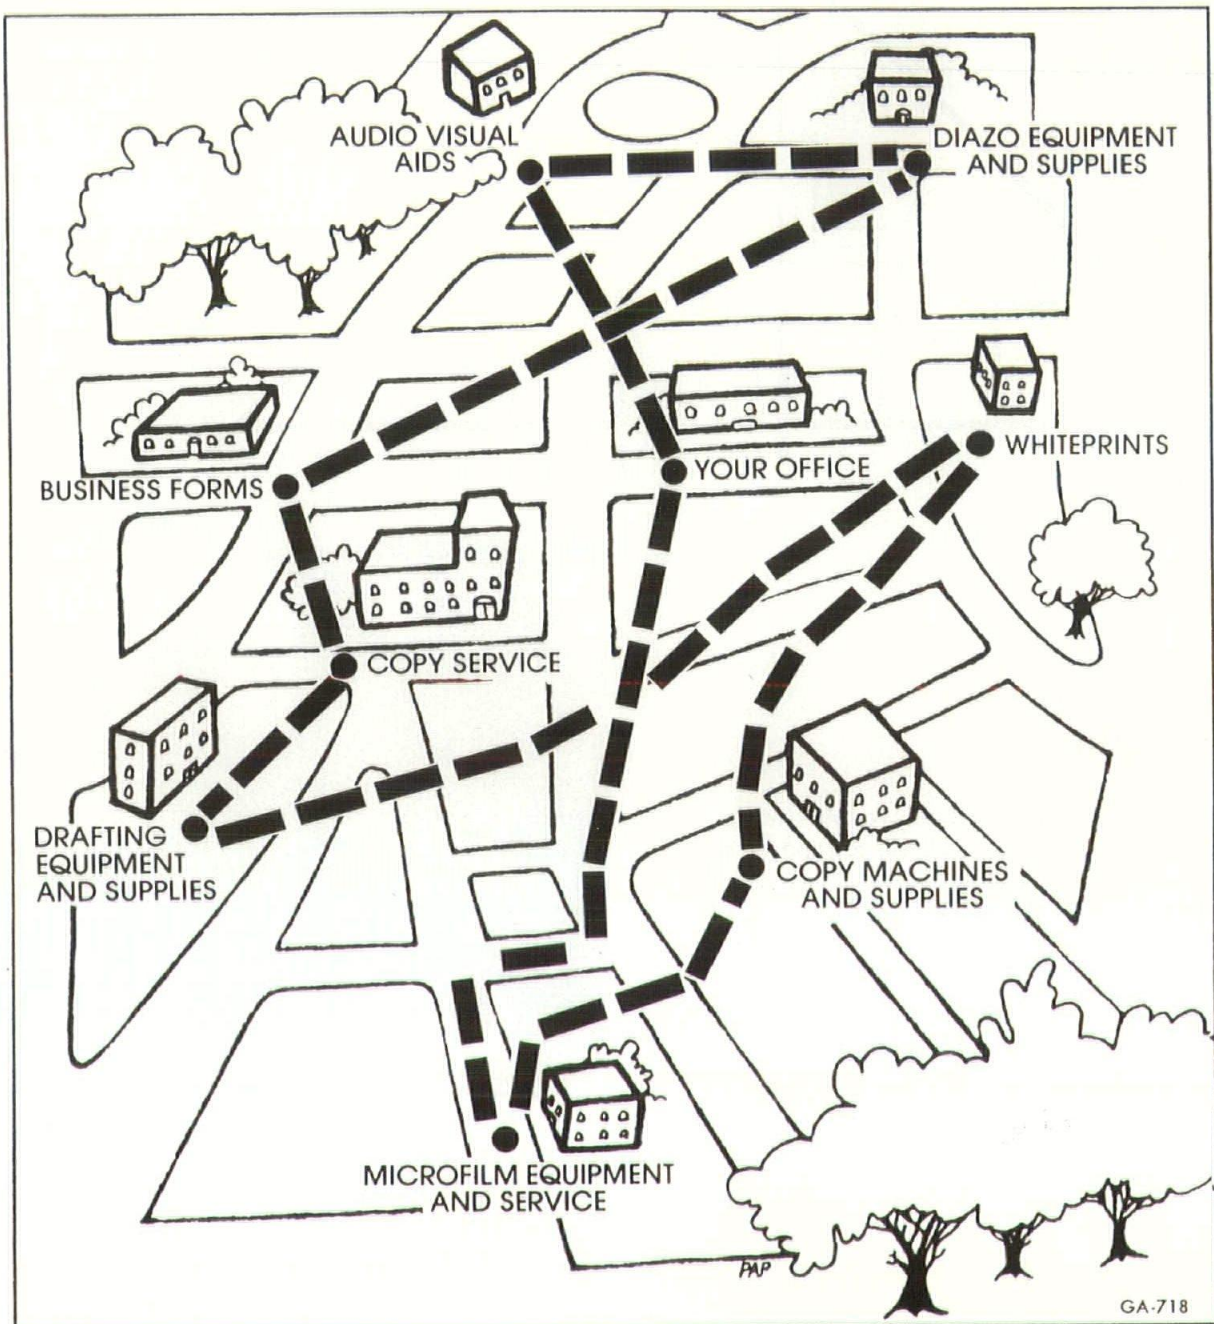 AUDIO VISUAL
AIDS
DIAZO EQUIPMENT
AND SUPPLIES
BUSINESS FORMS
YOUR OFFICE
WHITEPRINTS
COPY SERVICE
DRAFTING
EQUIPMENT
AND SUPPLIES
COPY MACHINES
AND SUPPLIES
MICROFILM EQUIPMENT
AND SERVICE
PAP
GA-718